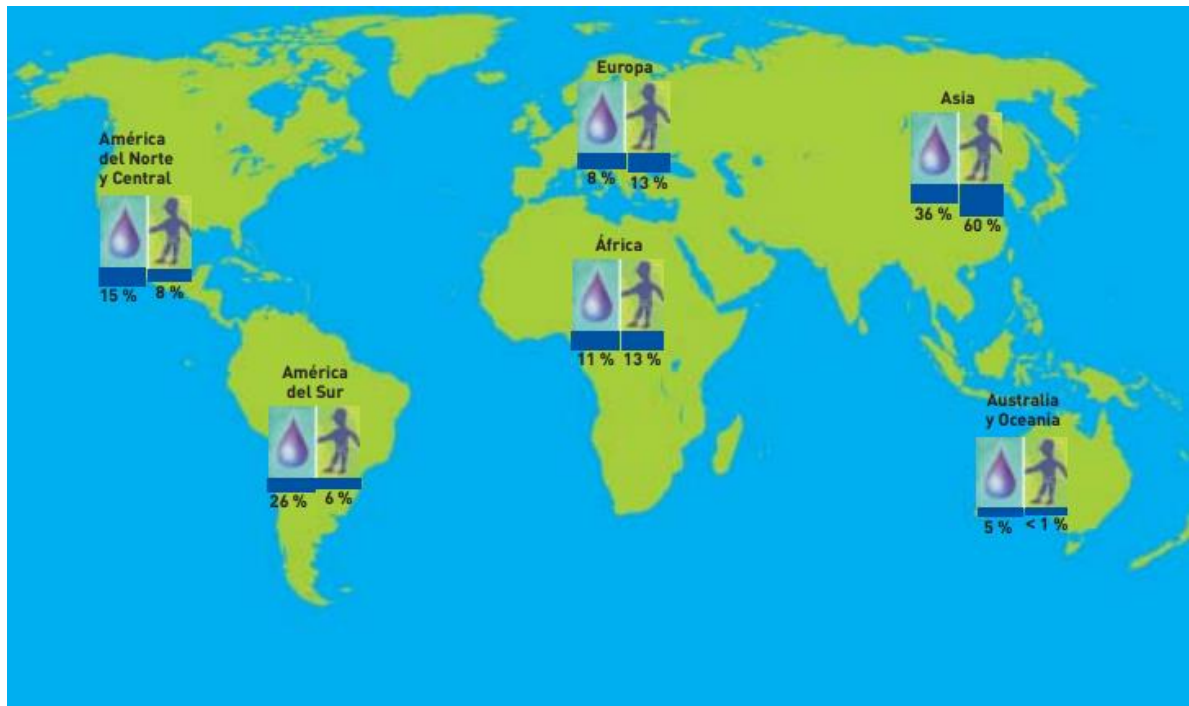 Europa
8 % 13 %
Asia
36 % 60 %
América
del Norte
y Central
15 % 8 %
África
11 % 13 %
América
del Sur
26 % 6 %
Australia
y Oceania
5 % < 1 %